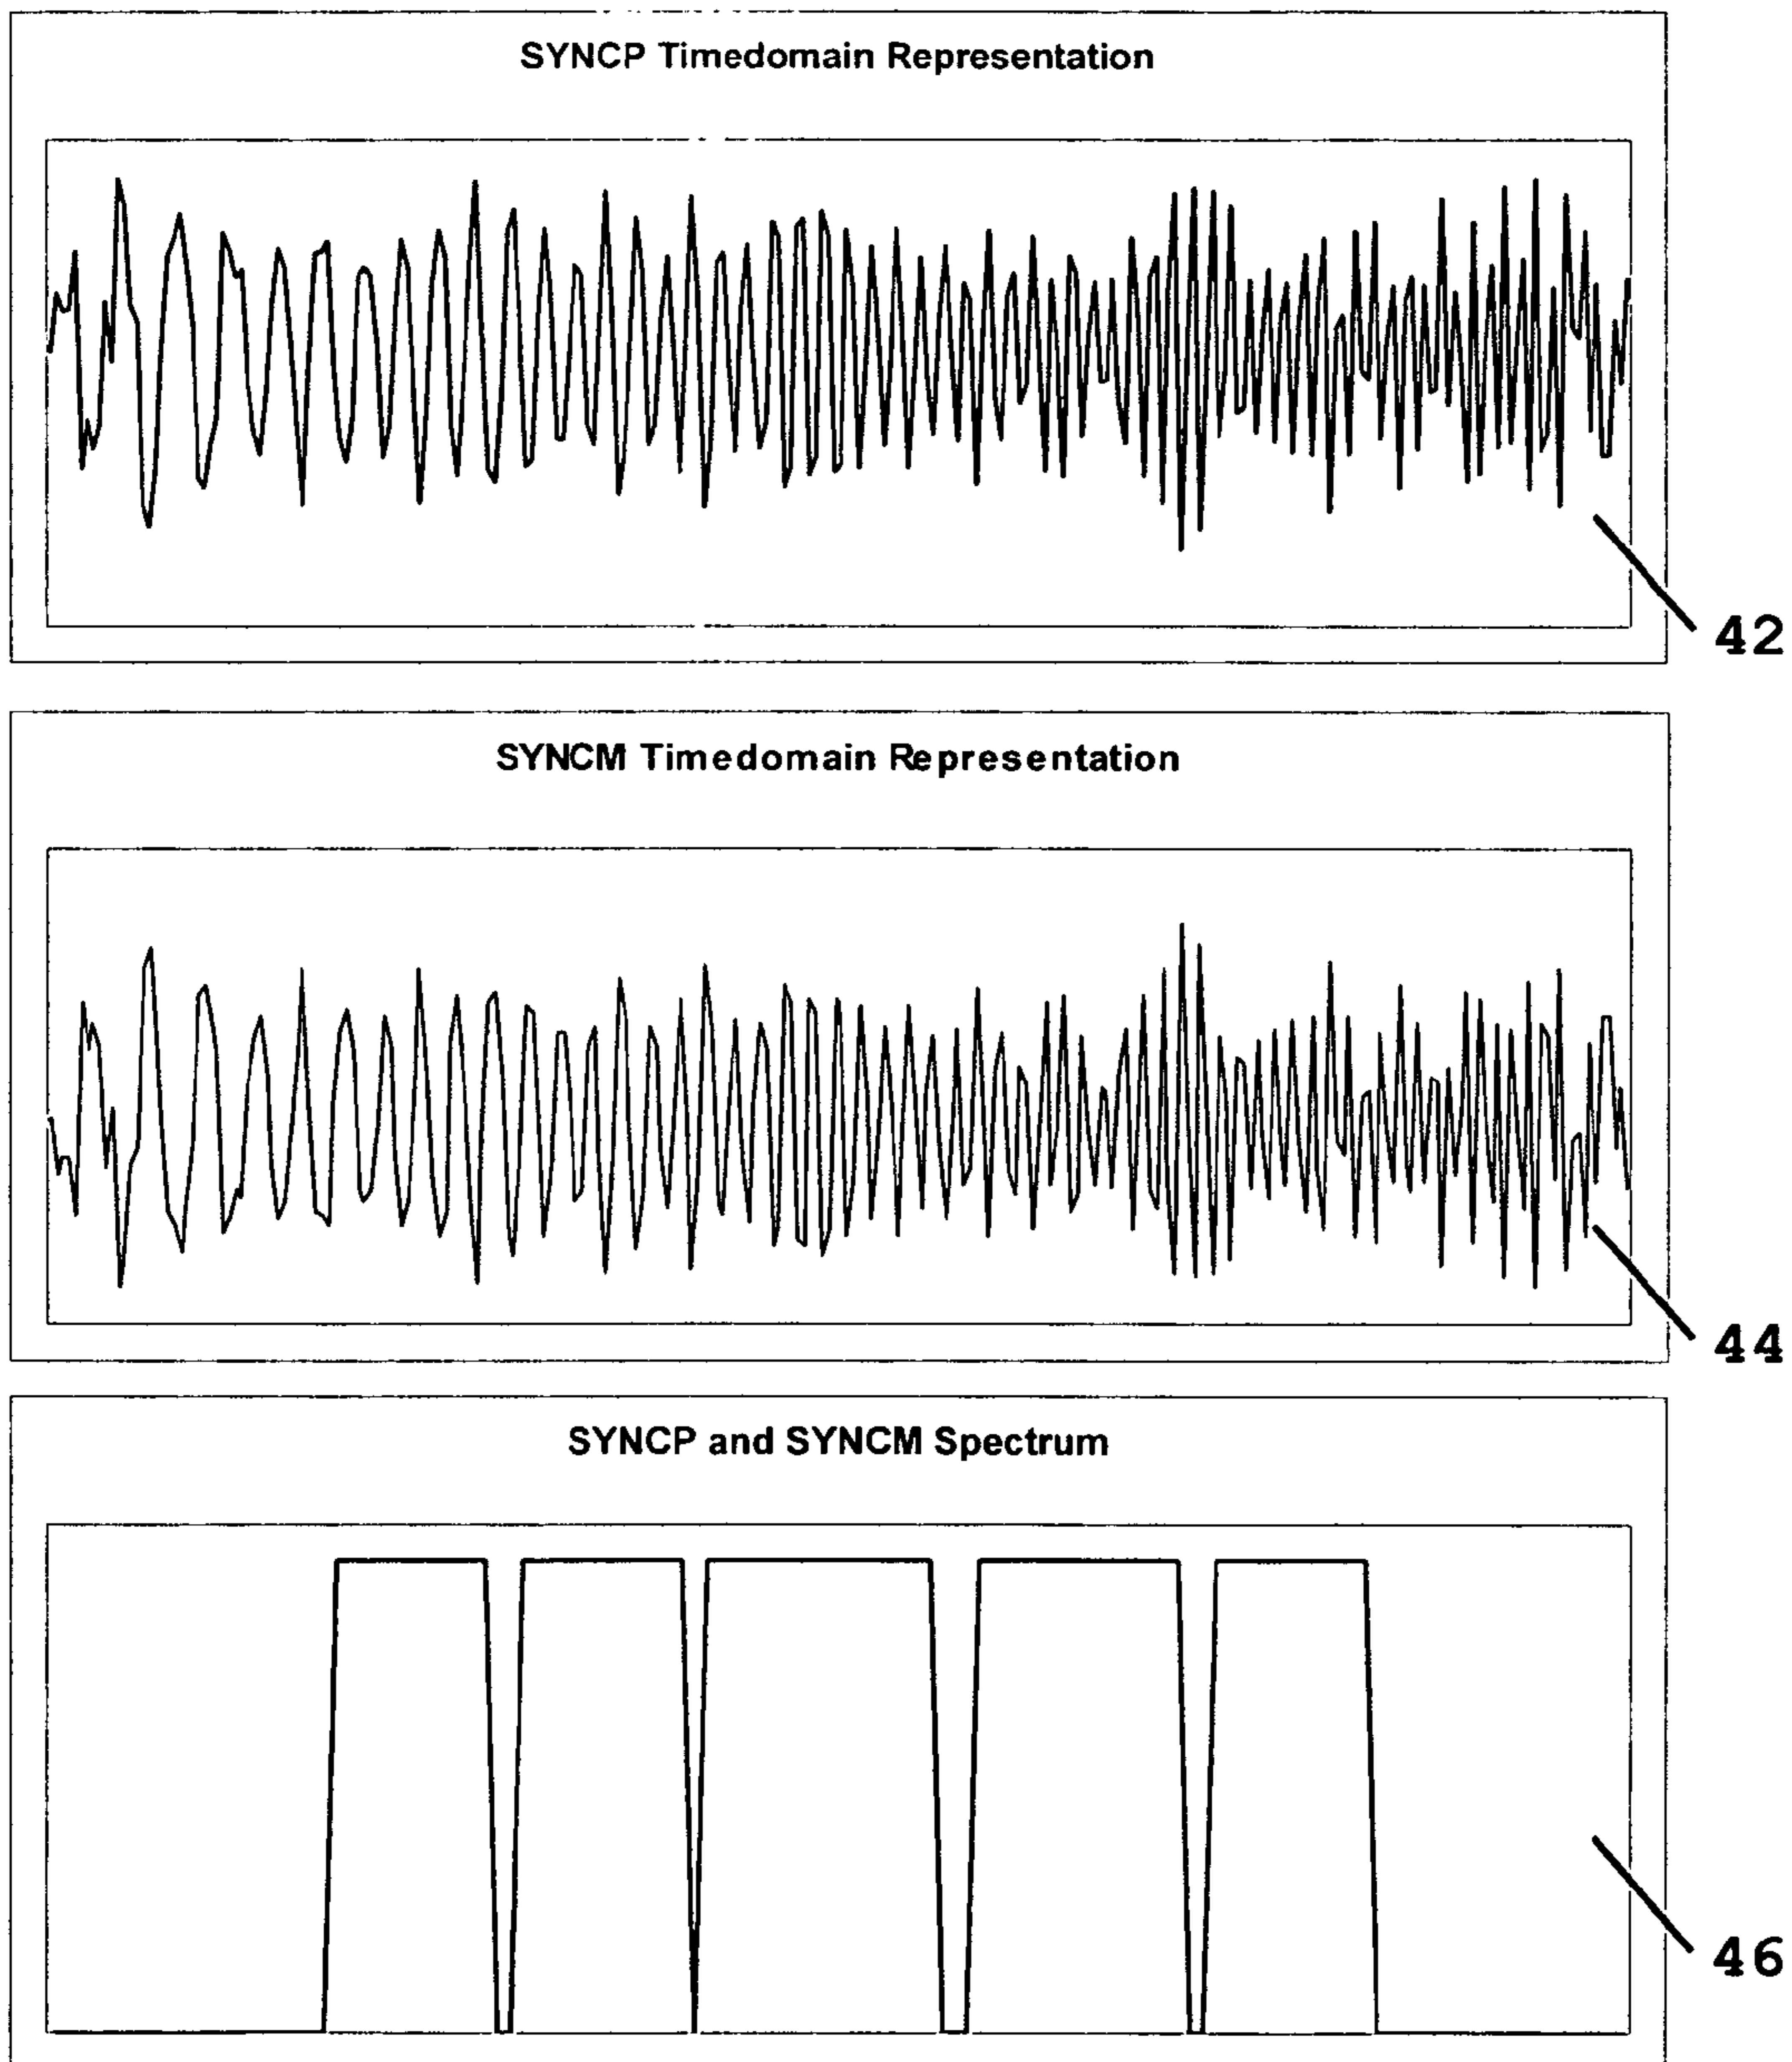 SYNCP Timedomain Representation
42
SYNCM Timedomain Representation
44
SYNCP and SYNCM Spectrum
46